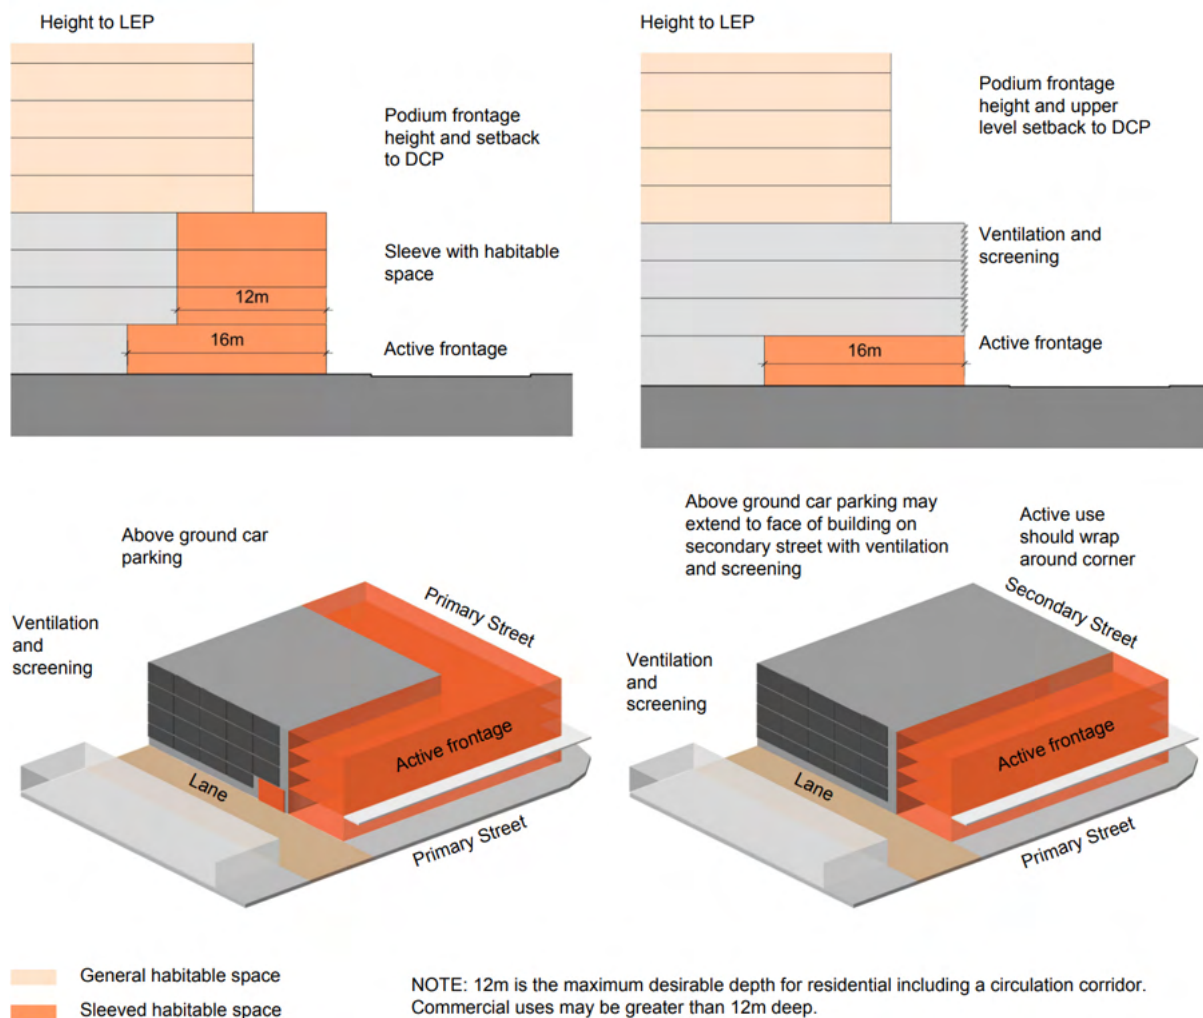 Height to LEP
Podium frontage
height and setback
to DCP
Sleeve with habitable
space
12m
16m
Active frontage
Height to LEP
Podium frontage
height and upper
level setback to DCP
Ventilation and
screening
16m
Active frontage
Above ground car
parking
Ventilation
and
screening
Primary Street
Active frontage
Lane
Primary Street
Above ground car parking may
extend to face of building on
secondary street with ventilation
and screening
Active use
should wrap
around corner
Ventilation
and
screening
Secondary Street
Active frontage
Lane
Primary Street
General habitable space
Sleeved habitable space
NOTE: 12m is the maximum desirable depth for residential including a circulation corridor.
Commercial uses may be greater than 12m deep.